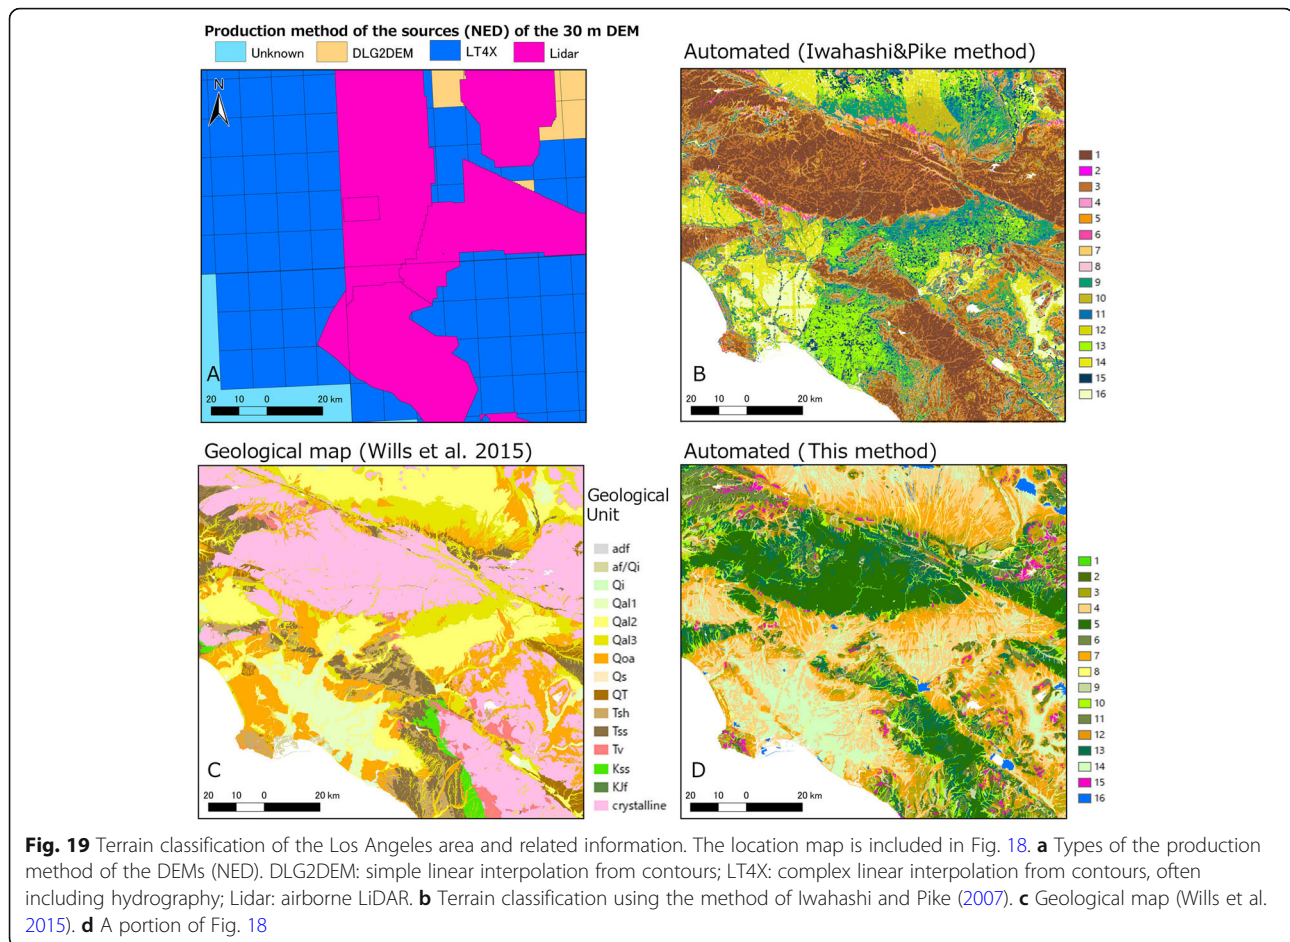 Production method of the sources (NED) of the 30 m DEM
Unknown DLG2DEM LT4X Lidar
N
A
20 10 0 20 km
Automated (Iwahashi&Pike method)
1
2
3
4
5
6
7
8
9
10
11
12
13
14
15
16
B
20 10 0 20 km
Geological map (Wills et al. 2015)
Geological
Unit
adf
af/Qi
Qi
Qal1
Qal2
Qal3
Qoa
Qs
QT
Tsh
Tss
Tv
Kss
KJf
crystalline
C
20 10 0 20 km
Automated (This method)
1
2
3
4
5
6
7
8
9
10
11
12
13
14
15
16
D
20 10 0 20 km
Fig. 19 Terrain classification of the Los Angeles area and related information. The location map is included in Fig. 18. a Types of the production
method of the DEMs (NED). DLG2DEM: simple linear interpolation from contours; LT4X: complex linear interpolation from contours, often
including hydrography; Lidar: airborne LiDAR. b Terrain classification using the method of Iwahashi and Pike (2007). c Geological map (Wills et al.
2015). d A portion of Fig. 18